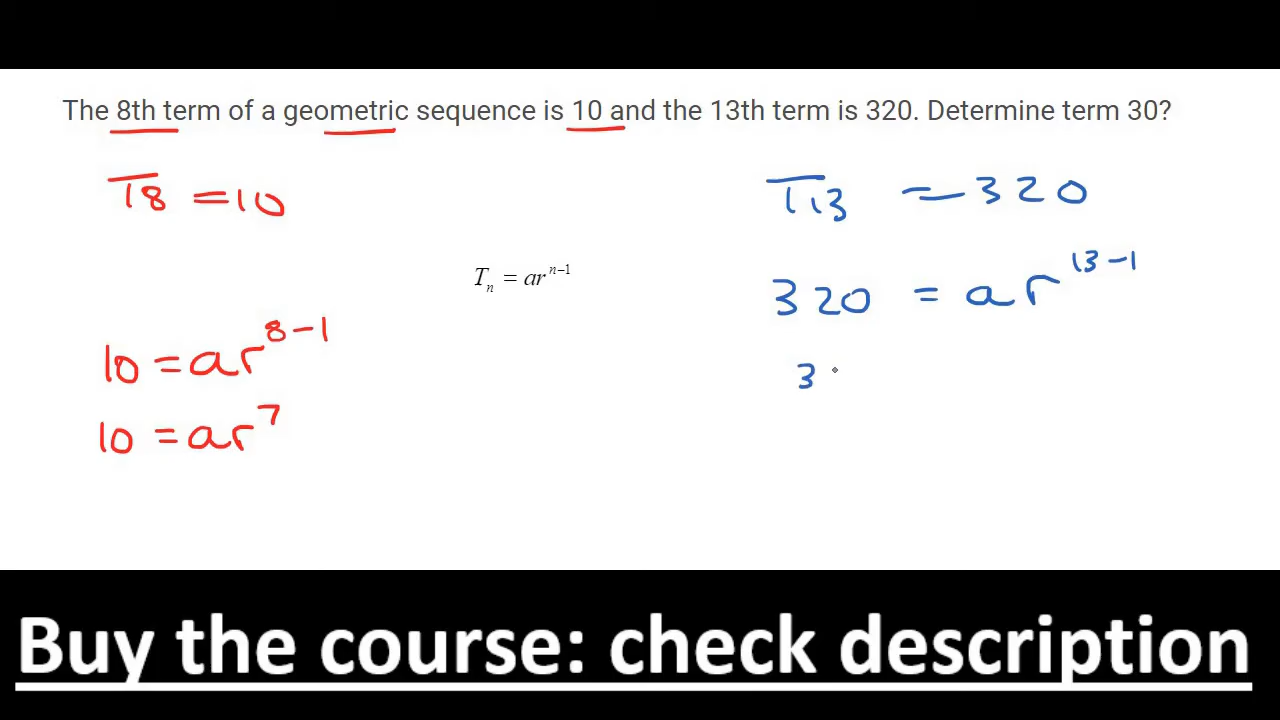 The 8th term of a geometric sequence is 10 and the 13th term is 320. Determine term 30?
T8 = 10
T13 = 320
Tn = ar^n-1
320 = ar^13-1
10 = ar^8-1
3
10 = ar^7
Buy the course: check description